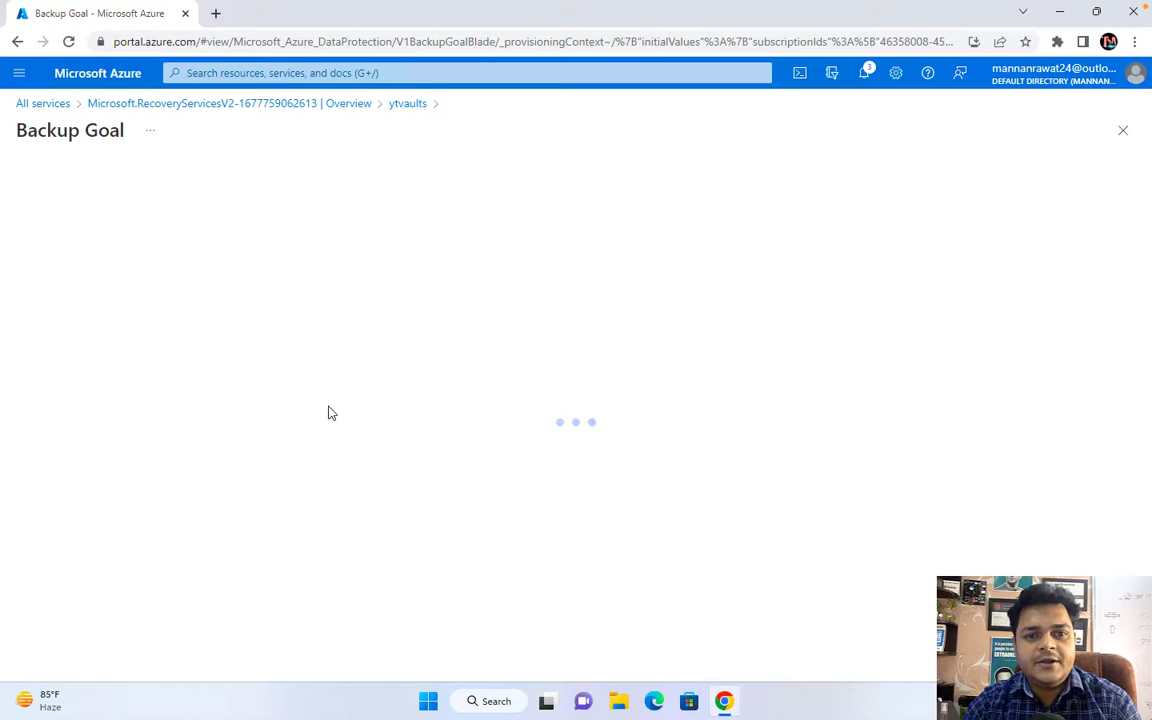 Backup Goal - Microsoft Azure
portal.azure.com/#view/Microsoft_Azure_DataProtection/V1BackupGoalBlade/_provisioningContext~/%7B"initialValues"%3A%7B"subscriptionIds"%3A%5B"46358008-45...
Microsoft Azure
Search resources, services, and docs (G+/)
3
mannanrawat24@outlo...
DEFAULT DIRECTORY (MANNAN...
All services > Microsoft.RecoveryServicesV2-1677759062613 | Overview > ytvaults >
Backup Goal ...
85°F
Haze
Search